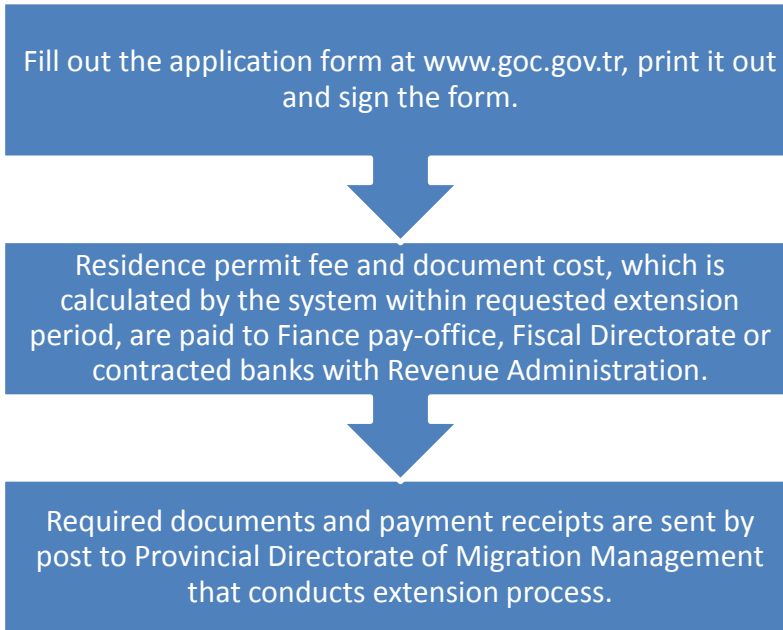 Fill out the application form at www.goc.gov.tr, print it out
and sign the form.
Residence permit fee and document cost, which is
calculated by the system within requested extension
period, are paid to Fiance pay-office, Fiscal Directorate or
contracted banks with Revenue Administration.
Required documents and payment receipts are sent by
post to Provincial Directorate of Migration Management
that conducts extension process.